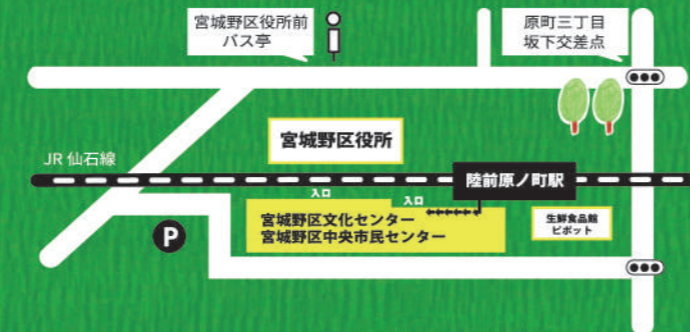 宮城野区役所前
バス亭
原町三丁目
坂下交差点
宮城野区役所
JR 仙石線
陸前原ノ町駅
入口
入口
宮城野区文化センター
宮城野区中央市民センター
生鮮食品館
ピボット
P